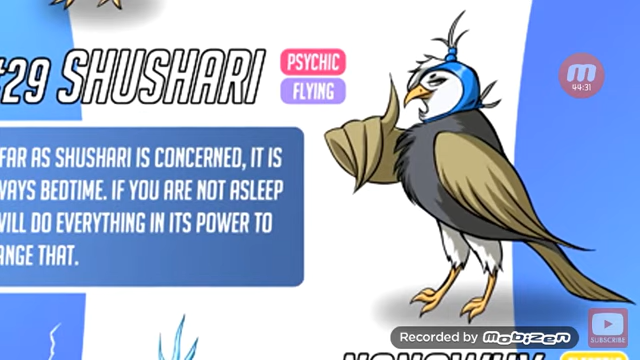 #29 SHUSHARI
PSYCHIC
FLYING
FAR AS SHUSHARI IS CONCERNED, IT IS
WAYS BEDTIME. IF YOU ARE NOT ASLEEP
WILL DO EVERYTHING IN ITS POWER TO
ANGE THAT.
44:31
SUBSCRIBE
Recorded by mobizen